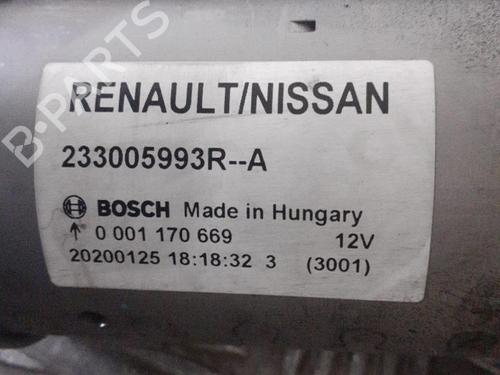 B-PARTS
RENAULT/NISSAN
233005993R--A
BOSCH Made in Hungary
0 001 170 669 12V
20200125 18:18:32 3 (3001)